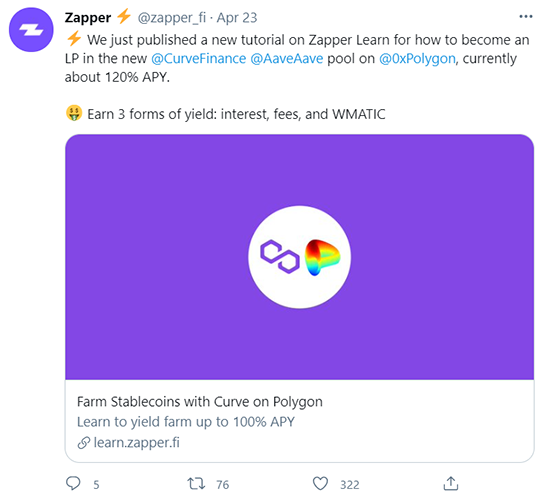 Zapper ⚡ @zapper_fi · Apr 23
⚡ We just published a new tutorial on Zapper Learn for how to become an
LP in the new @CurveFinance @AaveAave pool on @0xPolygon, currently
about 120% APY.
🤑 Earn 3 forms of yield: interest, fees, and WMATIC
Farm Stablecoins with Curve on Polygon
Learn to yield farm up to 100% APY
learn.zapper.fi
5 76 322